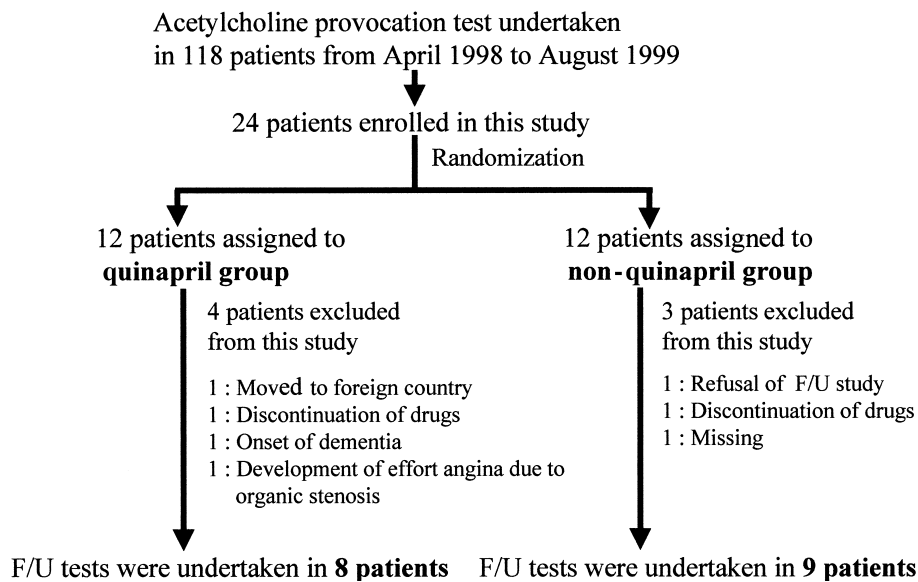 Acetylcholine provocation test undertaken
in 118 patients from April 1998 to August 1999
24 patients enrolled in this study
Randomization
12 patients assigned to
quinapril group
4 patients excluded
from this study
1 : Moved to foreign country
1 : Discontinuation of drugs
1 : Onset of dementia
1 : Development of effort angina due to
organic stenosis
F/U tests were undertaken in 8 patients
12 patients assigned to
non-quinapril group
3 patients excluded
from this study
1 : Refusal of F/U study
1 : Discontinuation of drugs
1 : Missing
F/U tests were undertaken in 9 patients